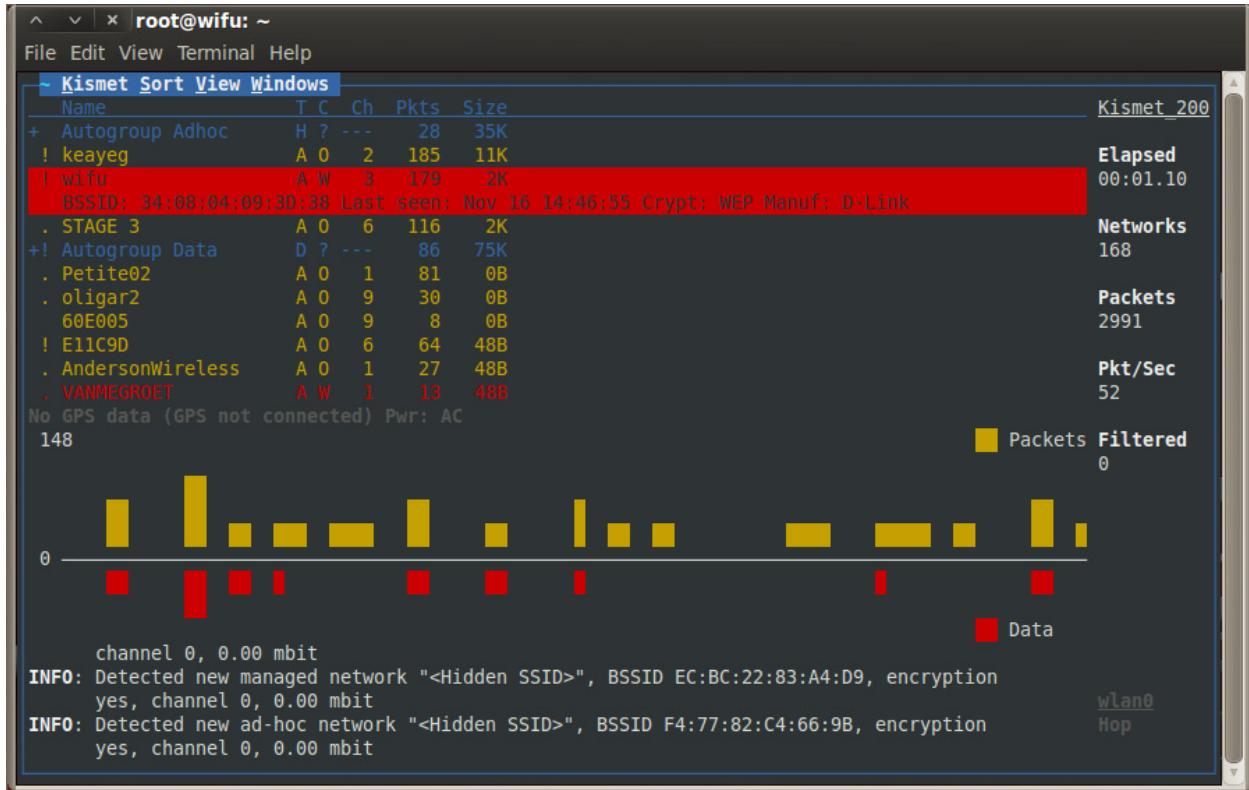 root@wifu: ~
File Edit View Terminal Help
~ Kismet Sort View Windows
Name T C Ch Pkts Size
+ Autogroup Adhoc H ? --- 28 35K
! keayeg A O 2 185 11K
! wifu A W 3 179 2K
BSSID: 34:08:04:09:3D:38 Last seen: Nov 16 14:46:55 Crypt: WEP Manuf: D-Link
. STAGE 3 A O 6 116 2K
+! Autogroup Data D ? --- 86 75K
. Petite02 A O 1 81 0B
. oligar2 A O 9 30 0B
60E005 A O 9 8 0B
! E11C9D A O 6 64 48B
. AndersonWireless A O 1 27 48B
. VANMEGROET A W 1 13 48B
No GPS data (GPS not connected) Pwr: AC
148
Packets
0
Data
channel 0, 0.00 mbit
INFO: Detected new managed network "<Hidden SSID>", BSSID EC:BC:22:83:A4:D9, encryption
yes, channel 0, 0.00 mbit
INFO: Detected new ad-hoc network "<Hidden SSID>", BSSID F4:77:82:C4:66:9B, encryption
yes, channel 0, 0.00 mbit
Kismet_200
Elapsed
00:01.10
Networks
168
Packets
2991
Pkt/Sec
52
Filtered
0
wlan0
Hop